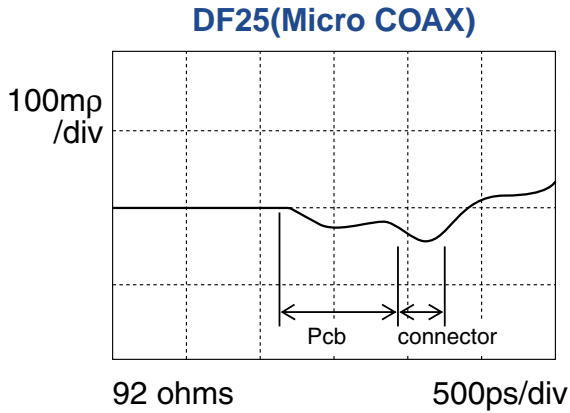 DF25(Micro COAX)
100mρ
/div
Pcb
connector
92 ohms
500ps/div